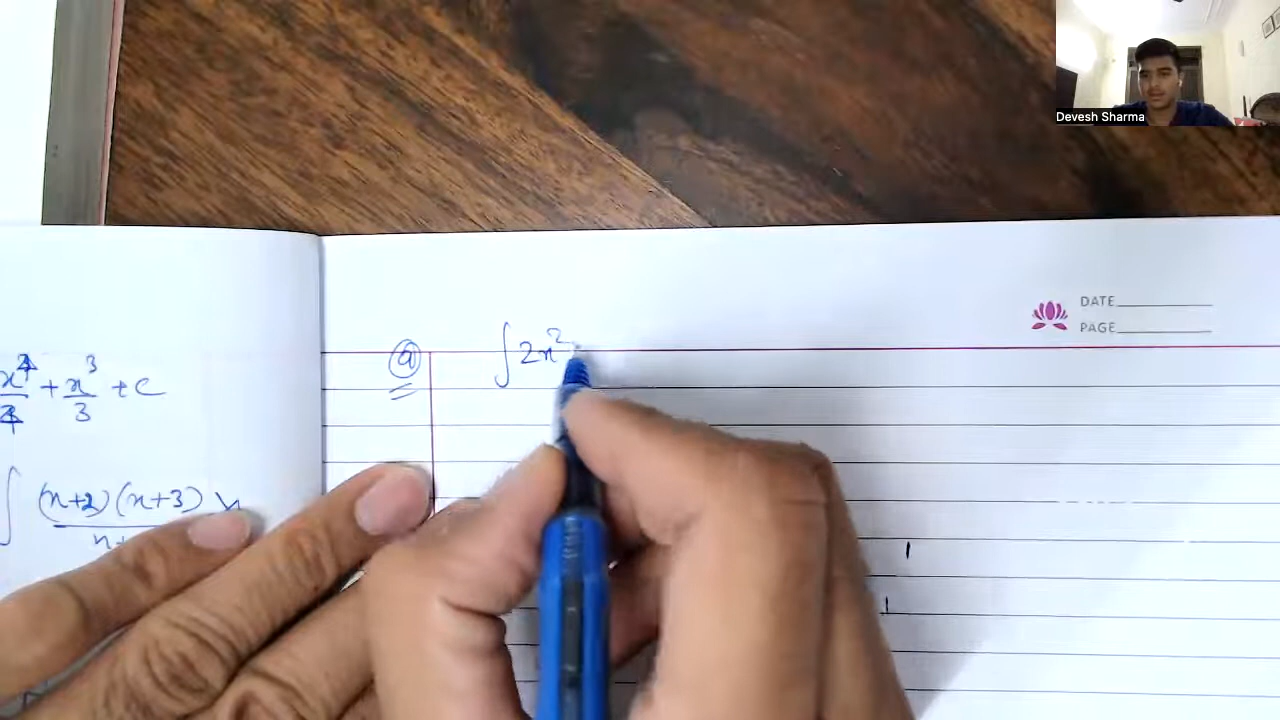 Devesh Sharma
DATE
PAGE
x⁴/4 + x³/3 + c
∫ (x+2)(x+3)
@ ∫ 2x²